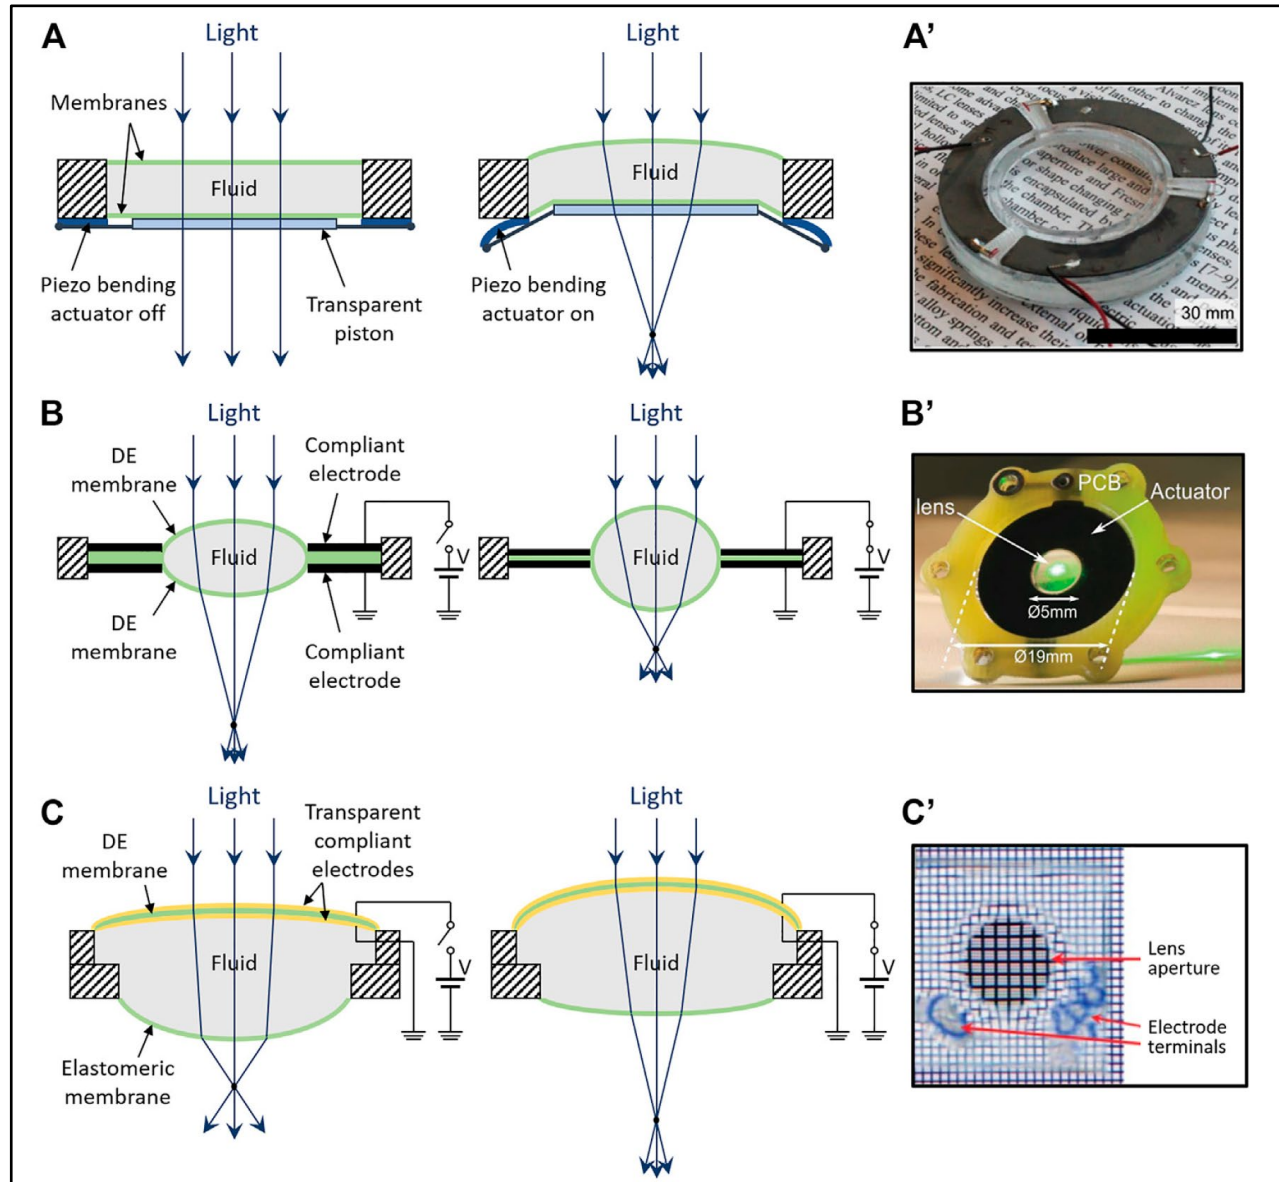 A
Light
Membranes
Fluid
Piezo bending
actuator off
Transparent
piston
Light
Fluid
Piezo bending
actuator on
A’
30 mm
B
Light
DE
membrane
Compliant
electrode
Fluid
V
DE
membrane
Compliant
electrode
Light
Fluid
V
B’
PCB
Actuator
lens
Ø5mm
Ø19mm
C
Light
DE
membrane
Transparent
compliant
electrodes
Fluid
V
Elastomeric
membrane
Light
Fluid
V
C’
Lens
aperture
Electrode
terminals